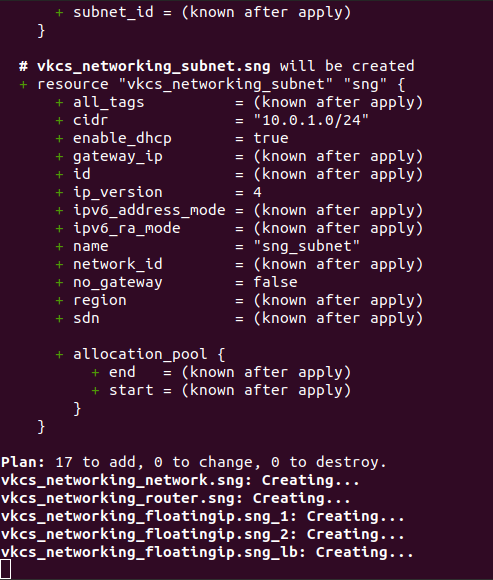 + subnet_id = (known after apply)
    }
  # vkcs_networking_subnet.sng will be created
  + resource "vkcs_networking_subnet" "sng" {
      + all_tags          = (known after apply)
      + cidr              = "10.0.1.0/24"
      + enable_dhcp       = true
      + gateway_ip        = (known after apply)
      + id                = (known after apply)
      + ip_version        = 4
      + ipv6_address_mode = (known after apply)
      + ipv6_ra_mode      = (known after apply)
      + name              = "sng_subnet"
      + network_id        = (known after apply)
      + no_gateway        = false
      + region            = (known after apply)
      + sdn               = (known after apply)
      + allocation_pool {
          + end   = (known after apply)
          + start = (known after apply)
        }
    }
Plan: 17 to add, 0 to change, 0 to destroy.
vkcs_networking_network.sng: Creating...
vkcs_networking_router.sng: Creating...
vkcs_networking_floatingip.sng_1: Creating...
vkcs_networking_floatingip.sng_2: Creating...
vkcs_networking_floatingip.sng_lb: Creating...